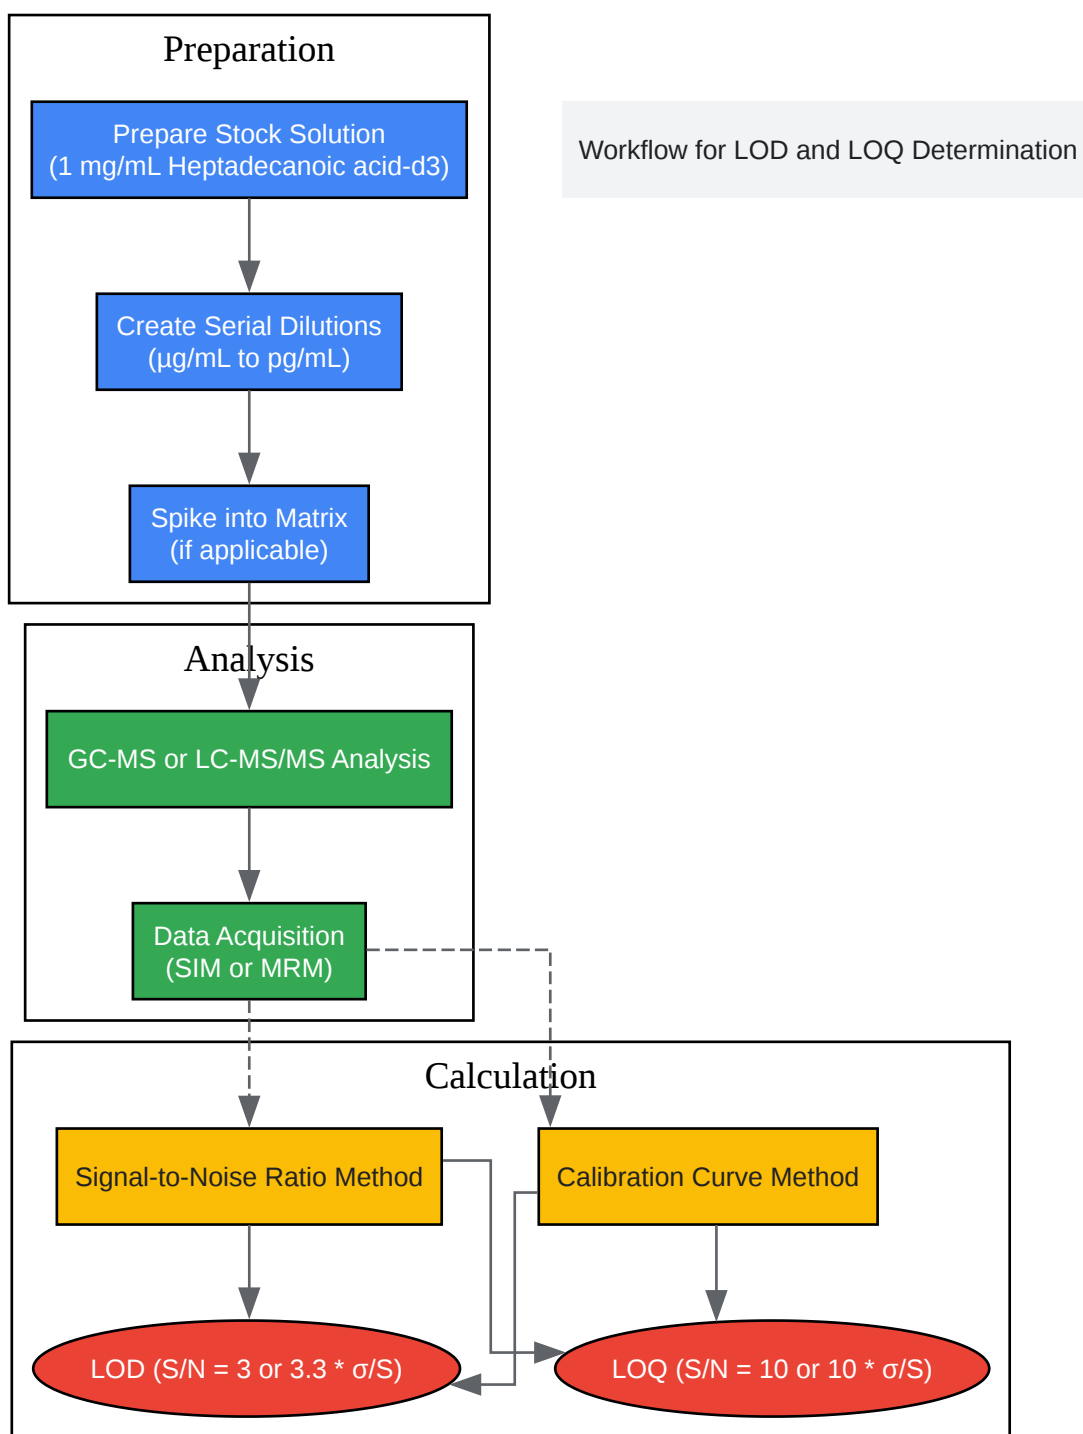 Preparation
Prepare Stock Solution
(1 mg/mL Heptadecanoic acid-d3)
Workflow for LOD and LOQ Determination
Create Serial Dilutions
(µg/mL to pg/mL)
Spike into Matrix
(if applicable)
Analysis
GC-MS or LC-MS/MS Analysis
Data Acquisition
(SIM or MRM)
Calculation
Signal-to-Noise Ratio Method
Calibration Curve Method
LOD (S/N = 3 or 3.3 * σ/S)
LOQ (S/N = 10 or 10 * σ/S)